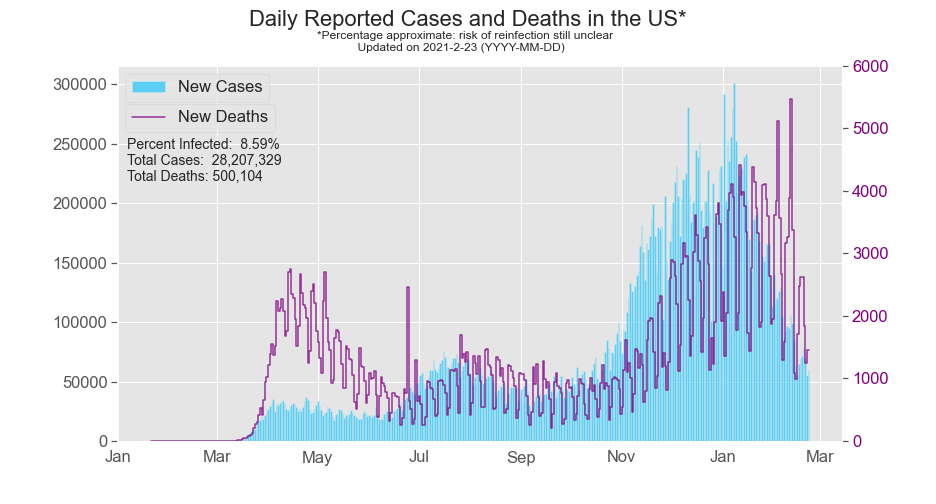 Daily Reported Cases and Deaths in the US*
*Percentage approximate: risk of reinfection still unclear
Updated on 2021-2-23 (YYYY-MM-DD)
New Cases
New Deaths
Percent Infected: 8.59%
Total Cases: 28,207,329
Total Deaths: 500,104
300000
250000
200000
150000
100000
50000
0
6000
5000
4000
3000
2000
1000
0
Jan Mar May Jul Sep Nov Jan Mar